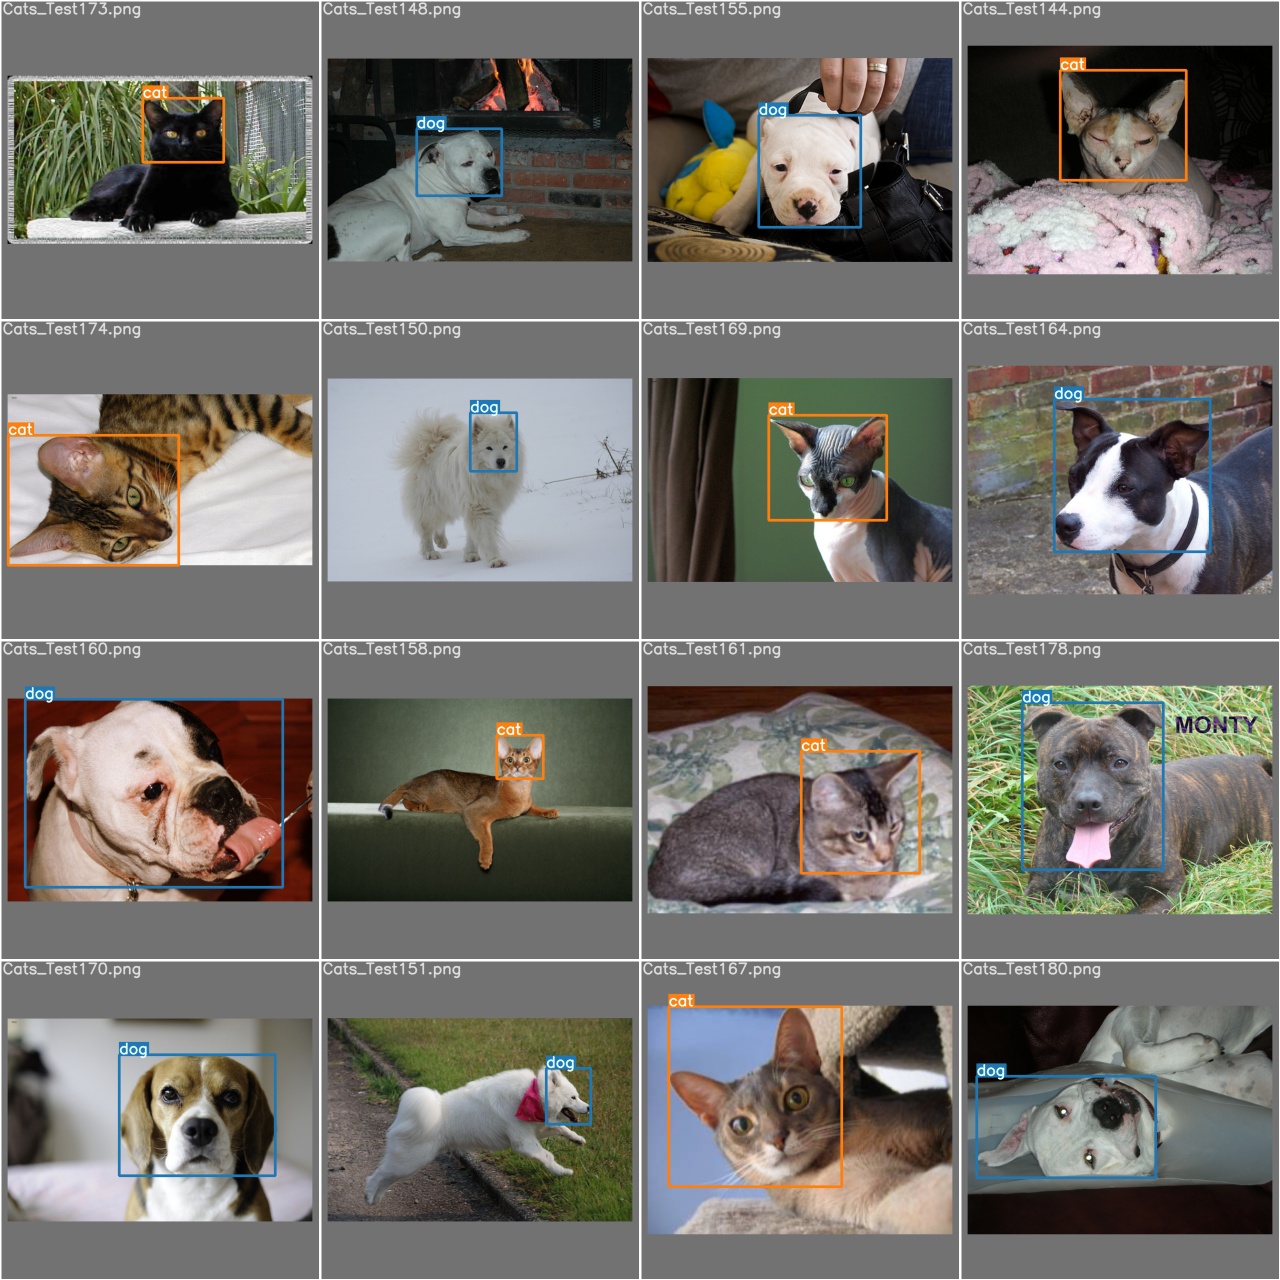 Cats_Test173.png
cat
Cats_Test148.png
dog
Cats_Test155.png
dog
Cats_Test144.png
cat
Cats_Test174.png
cat
Cats_Test150.png
dog
Cats_Test169.png
cat
Cats_Test164.png
dog
Cats_Test160.png
dog
Cats_Test158.png
cat
Cats_Test161.png
cat
Cats_Test178.png
dog
MONTY
Cats_Test170.png
dog
Cats_Test151.png
dog
Cats_Test167.png
cat
Cats_Test180.png
dog